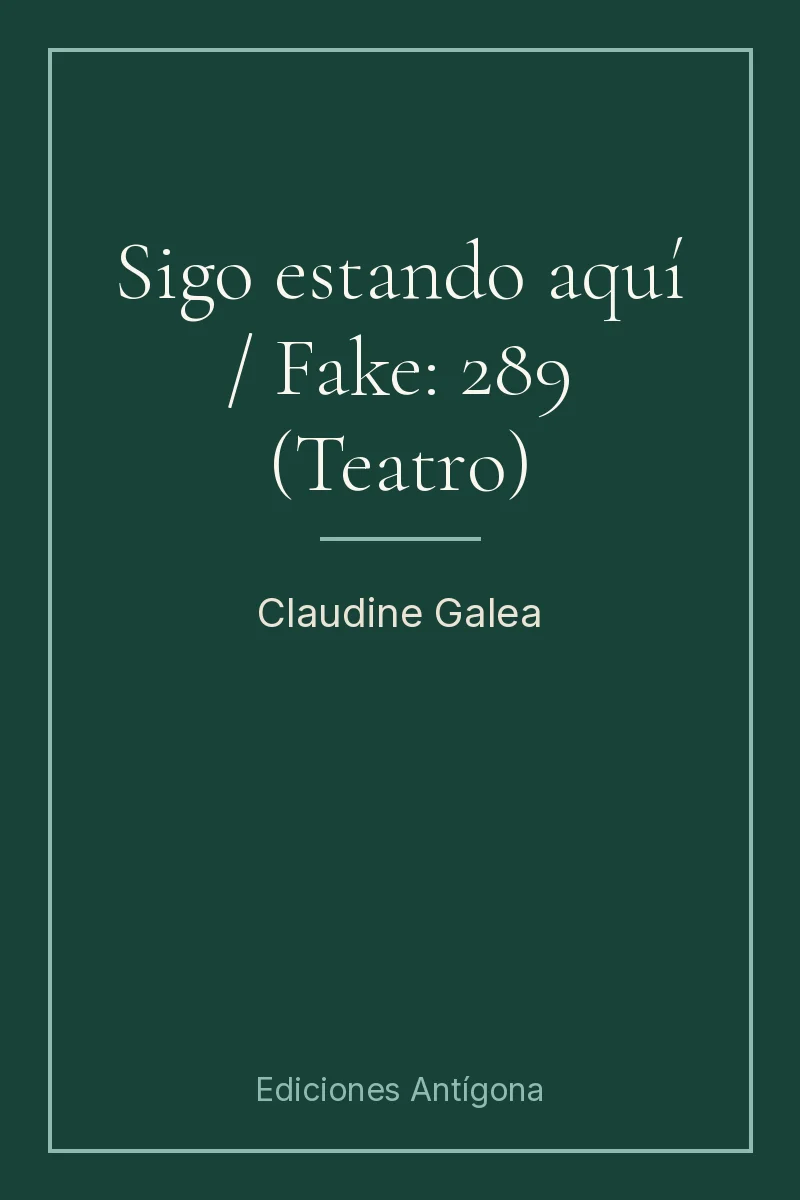 Sigo estando aquí
/ Fake: 289
(Teatro)
Claudine Galea
Ediciones Antígona